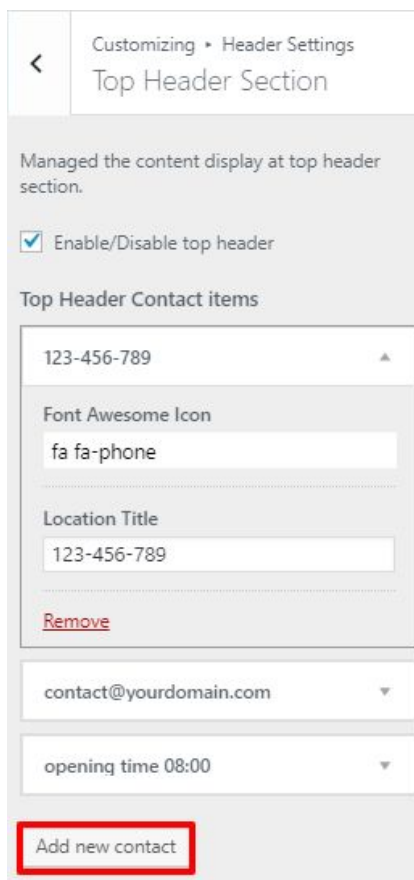 Customizing ▸ Header Settings
Top Header Section
Managed the content display at top header
section.
Enable/Disable top header
Top Header Contact items
123-456-789
Font Awesome Icon
fa fa-phone
Location Title
123-456-789
Remove
contact@yourdomain.com
opening time 08:00
Add new contact